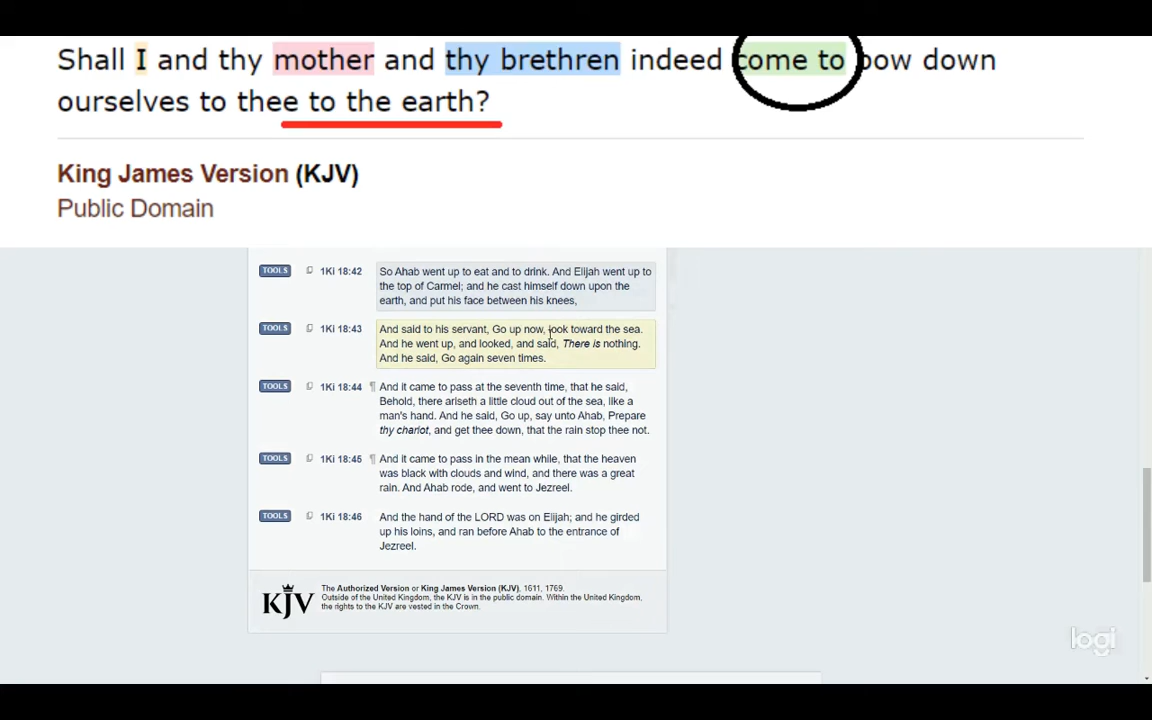 Shall I and thy mother and thy brethren indeed come to bow down
ourselves to thee to the earth?
King James Version (KJV)
Public Domain
TOOLS 1Ki 18:42 So Ahab went up to eat and to drink. And Elijah went up to
the top of Carmel; and he cast himself down upon the
earth, and put his face between his knees,
TOOLS 1Ki 18:43 And said to his servant, Go up now, look toward the sea.
And he went up, and looked, and said, There is nothing.
And he said, Go again seven times.
TOOLS 1Ki 18:44 ¶ And it came to pass at the seventh time, that he said,
Behold, there ariseth a little cloud out of the sea, like a
man's hand. And he said, Go up, say unto Ahab, Prepare
thy chariot, and get thee down, that the rain stop thee not.
TOOLS 1Ki 18:45 ¶ And it came to pass in the mean while, that the heaven
was black with clouds and wind, and there was a great
rain. And Ahab rode, and went to Jezreel.
TOOLS 1Ki 18:46 And the hand of the LORD was on Elijah; and he girded
up his loins, and ran before Ahab to the entrance of
Jezreel.
KJV
The Authorized Version or King James Version (KJV), 1611, 1769.
Outside of the United Kingdom, the KJV is in the public domain. Within the United Kingdom,
the rights to the KJV are vested in the Crown.
logi